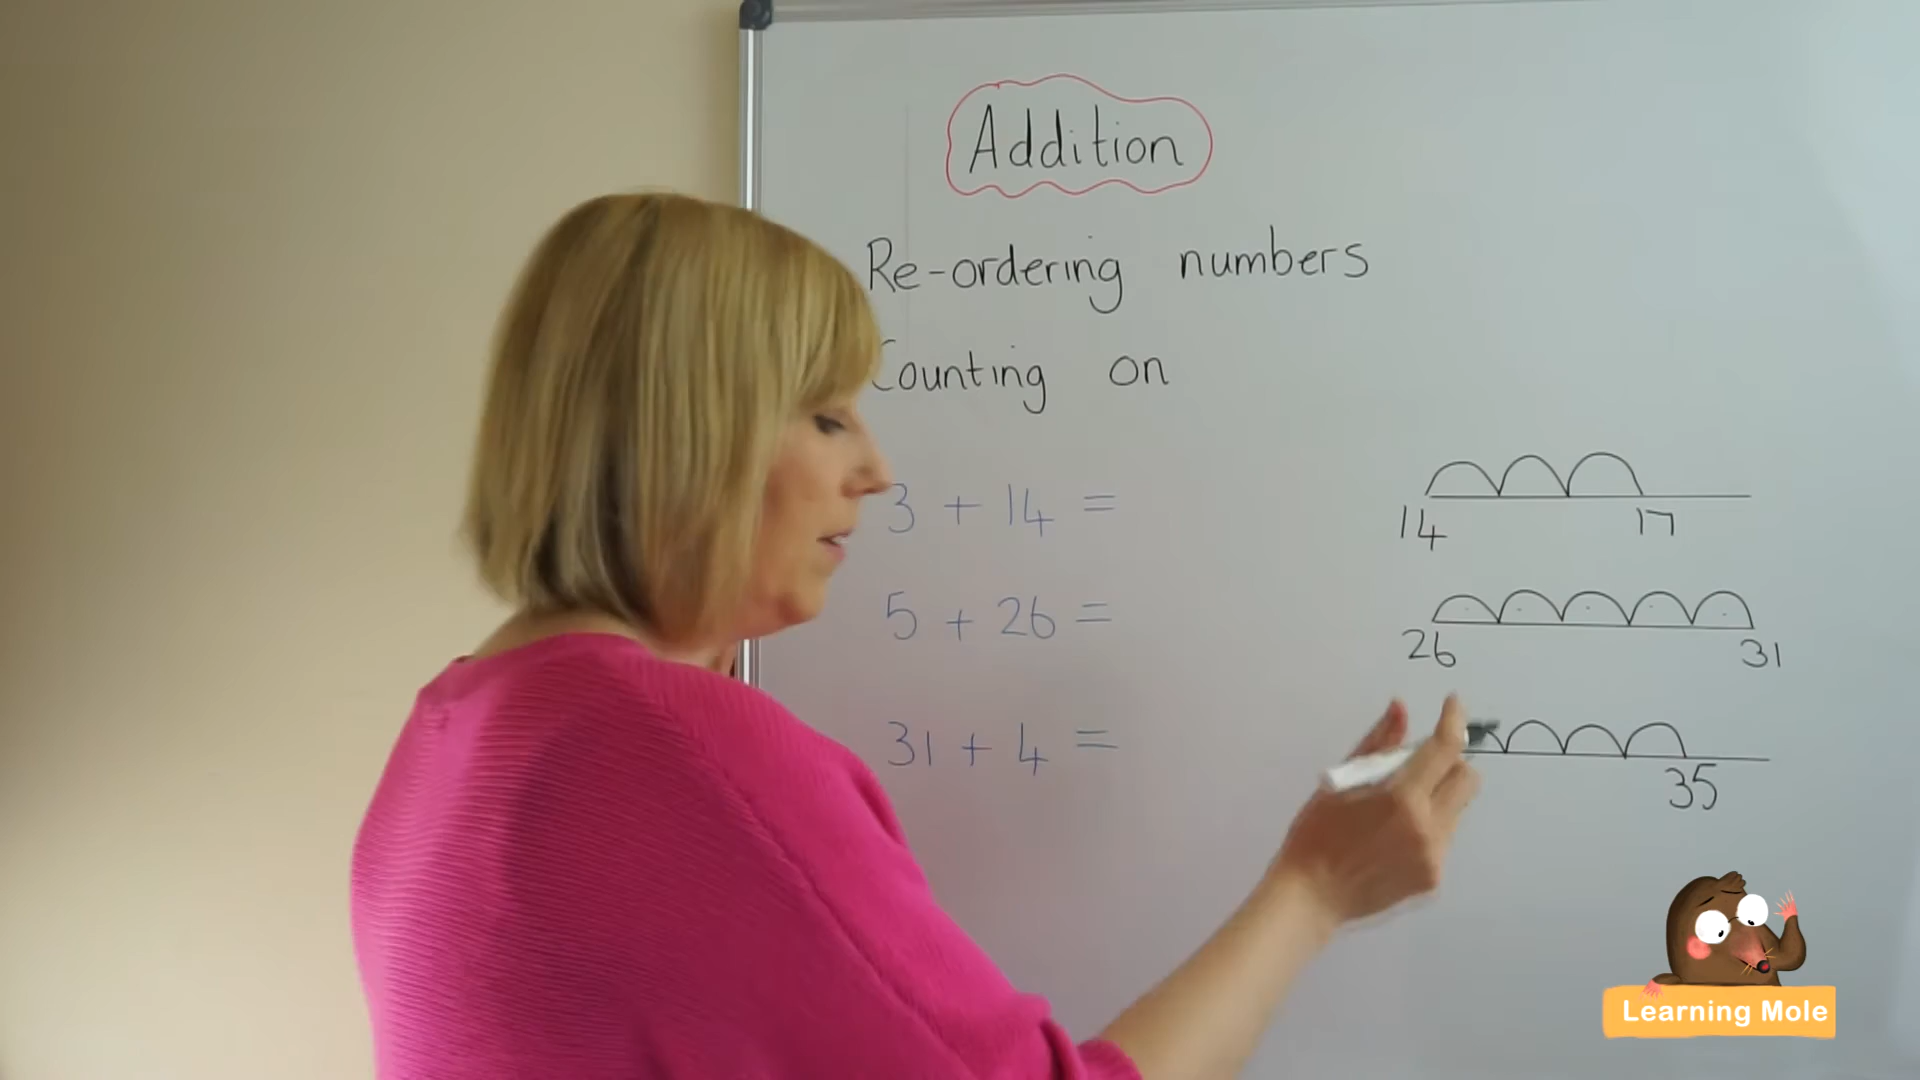 Addition
Re-ordering numbers
Counting on
3 + 14 =
14 17
5 + 26 =
26 31
31 + 4 =
35
Learning Mole